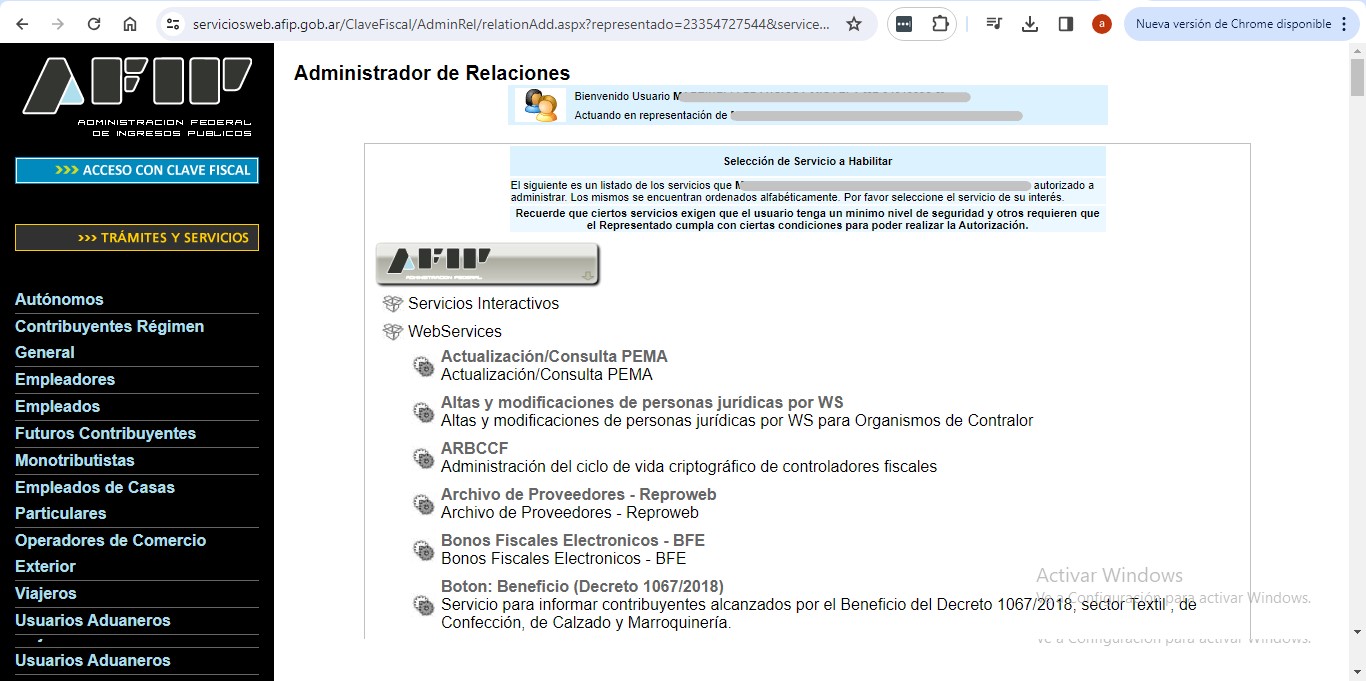 serviciosweb.afip.gob.ar/ClaveFiscal/AdminRel/relationAdd.aspx?representado=23354727544&service...
a
Nueva versión de Chrome disponible
AFIP
ADMINISTRACION FEDERAL
DE INGRESOS PUBLICOS
>>> ACCESO CON CLAVE FISCAL
>>> TRÁMITES Y SERVICIOS
Autónomos
Contribuyentes Régimen
General
Empleadores
Empleados
Futuros Contribuyentes
Monotributistas
Empleados de Casas
Particulares
Operadores de Comercio
Exterior
Viajeros
Usuarios Aduaneros
Usuarios Aduaneros
Administrador de Relaciones
Bienvenido Usuario
Actuando en representación de
Selección de Servicio a Habilitar
El siguiente es un listado de los servicios que autorizado a
administrar. Los mismos se encuentran ordenados alfabéticamente. Por favor seleccione el servicio de su interés.
Recuerde que ciertos servicios exigen que el usuario tenga un minimo nivel de seguridad y otros requieren que
el Representado cumpla con ciertas condiciones para poder realizar la Autorización.
AFIP
Servicios Interactivos
WebServices
Actualización/Consulta PEMA
Actualización/Consulta PEMA
Altas y modificaciones de personas jurídicas por WS
Altas y modificaciones de personas jurídicas por WS para Organismos de Contralor
ARBCCF
Administración del ciclo de vida criptográfico de controladores fiscales
Archivo de Proveedores - Reproweb
Archivo de Proveedores - Reproweb
Bonos Fiscales Electronicos - BFE
Bonos Fiscales Electronicos - BFE
Boton: Beneficio (Decreto 1067/2018)
Servicio para informar contribuyentes alcanzados por el Beneficio del Decreto 1067/2018, sector Textil , de
Confección, de Calzado y Marroquinería.
Activar Windows
Ve a Configuración para activar Windows.
Ve a Configuración para activar Windows.